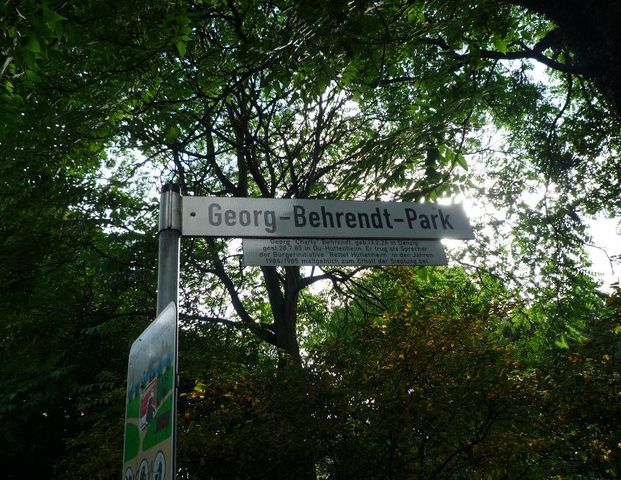 Georg-Behrendt-Park
Georg "Charly" Behrendt, geb.13.2.26 in Danzig
gest. 28.7.85 in Du-Hüttenheim. Er trug als Sprecher
der Bürgerinitiative "Rettet Hüttenheim" in den Jahren
1984/1985 maßgeblich zum Erhalt der Siedlung bei.